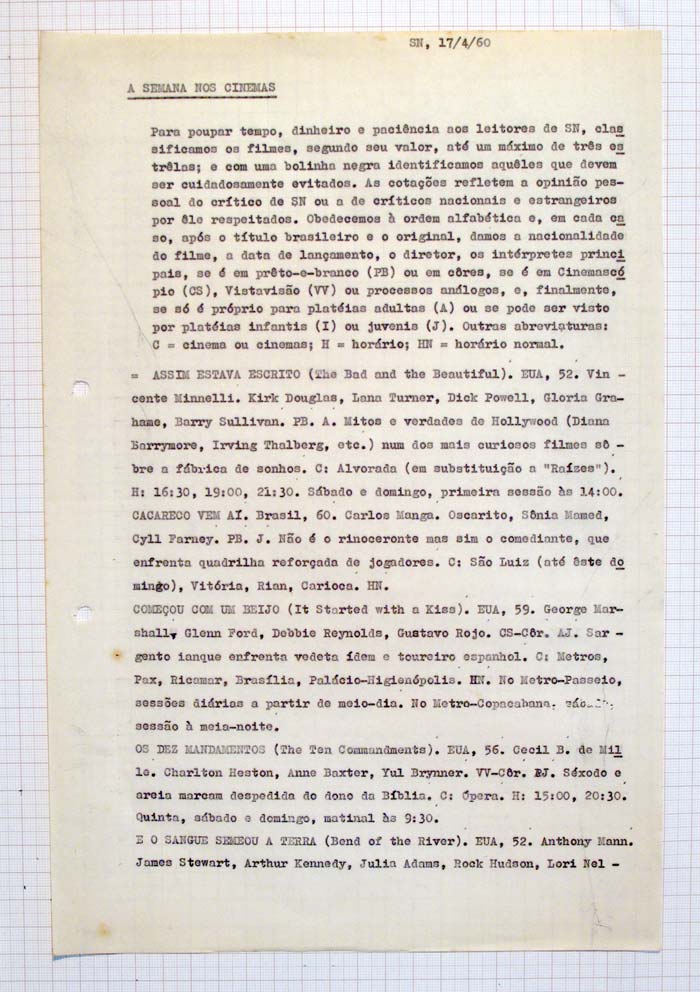 SN, 17/4/60
A SEMANA NOS CINEMAS
Para poupar tempo, dinheiro e paciência aos leitores de SN, clas
sificamos os filmes, segundo seu valor, até um máximo de três es
trêlas; e com uma bolinha negra identificamos aquêles que devem
ser cuidadosamente evitados. As cotações refletem a opinião pes-
soal do crítico de SN ou a de críticos nacionais e estrangeiros
por êle respeitados. Obedecemos à ordem alfabética e, em cada ca
so, após o título brasileiro e o original, damos a nacionalidade
do filme, a data de lançamento, o diretor, os intérpretes princi
pais, se é em prêto-e-branco (PB) ou em côres, se é em Cinemascó
pio (CS), Vistavisão (VV) ou processos análogos, e, finalmente,
se só é próprio para platéias adultas (A) ou se pode ser visto
por platéias infantis (I) ou juvenis (J). Outras abreviaturas:
C = cinema ou cinemas; H = horário; HN = horário normal.
= ASSIM ESTAVA ESCRITO (The Bad and the Beautiful). EUA, 52. Vin -
cente Minnelli. Kirk Douglas, Lana Turner, Dick Powell, Gloria Gra-
hame, Barry Sullivan. PB. A. Mitos e verdades de Hollywood (Diana
Barrymore, Irving Thalberg, etc.) num dos mais curiosos filmes sô -
bre a fábrica de sonhos. C: Alvorada (em substituição a "Raízes").
H: 16:30, 19:00, 21:30. Sábado e domingo, primeira sessão às 14:00.
CACARECO VEM AÍ. Brasil, 60. Carlos Manga. Oscarito, Sônia Mamed,
Cyll Farney. PB. J. Não é o rinoceronte mas sim o comediante, que
enfrenta quadrilha reforçada de jogadores. C: São Luiz (até êste do
mingo), Vitória, Rian, Carioca. HN.
COMEÇOU COM UM BEIJO (It Started with a Kiss). EUA, 59. George Mar-
shall, Glenn Ford, Debbie Reynolds, Gustavo Rojo. CS-Côr. AJ. Sar -
gento ianque enfrenta vedeta ídem e toureiro espanhol. C: Metros,
Pax, Ricamar, Brasília, Palácio-Higienópolis. HN. No Metro-Passeio,
sessões diárias a partir de meio-dia. No Metro-Copacabana,
sessão à meia-noite.
OS DEZ MANDAMENTOS (The Ten Commandments). EUA, 56. Cecil B. de Mil
le. Charlton Heston, Anne Baxter, Yul Brynner. VV-Côr. Séxodo e
areia marcam despedida do dono da Bíblia. C: Ópera. H: 15:00, 20:30.
Quinta, sábado e domingo, matinal às 9:30.
E O SANGUE SEMEOU A TERRA (Bend of the River). EUA, 52. Anthony Mann.
James Stewart, Arthur Kennedy, Julia Adams, Rock Hudson, Lori Nel -